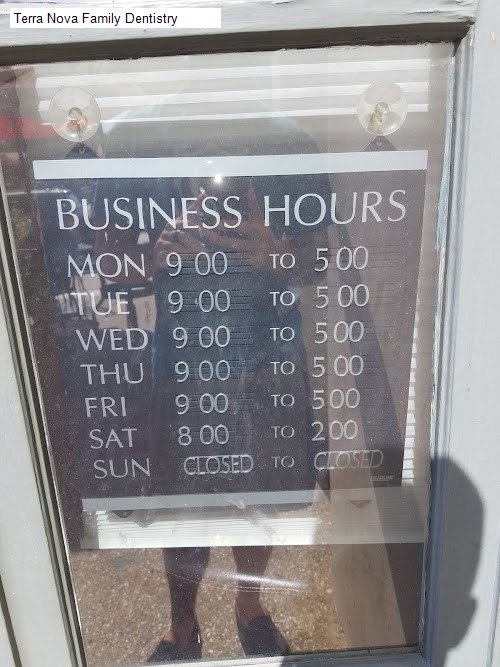 Terra Nova Family Dentistry
BUSINESS HOURS
MON 9 00 TO 5 00
TUE 9 00 TO 5 00
WED 9 00 TO 5 00
THU 9 00 TO 5 00
FRI 9 00 TO 5 00
SAT 8 00 TO 2 00
SUN CLOSED TO CLOSED